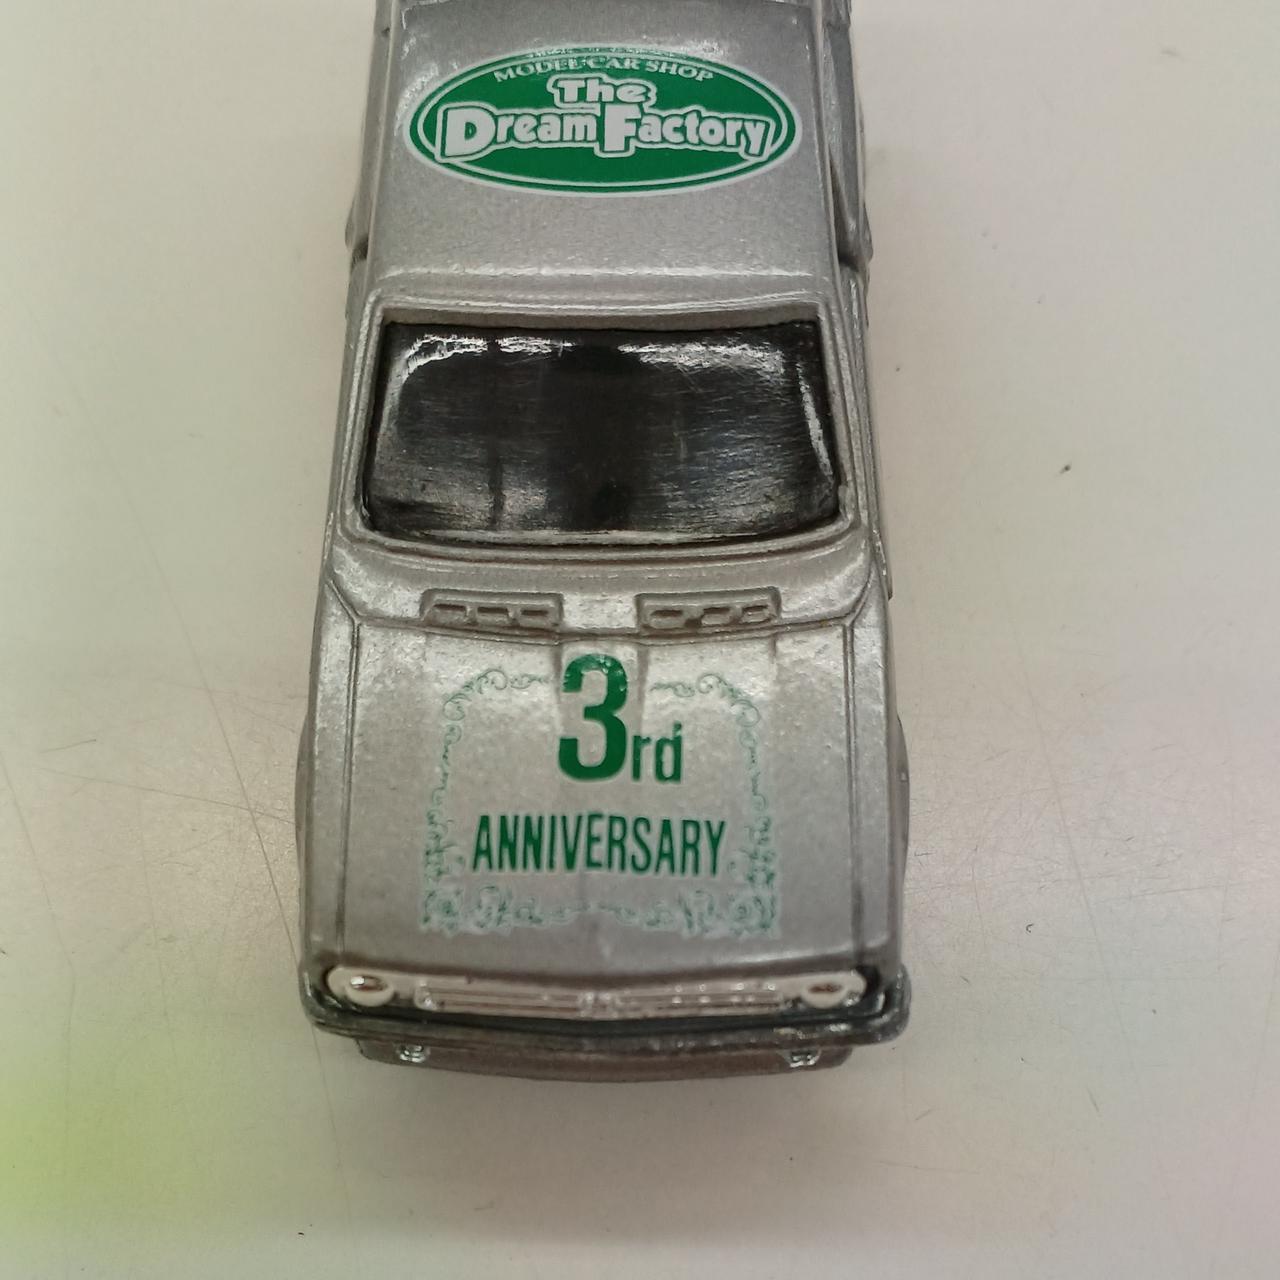 MODEL CAR SHOP
The
Dream Factory
3rd
ANNIVERSARY